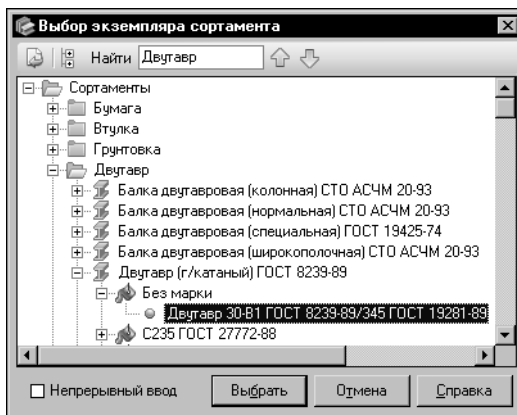 Выбор экземпляра сортамента
Найти Двутавр
Сортаменты
Бумага
Втулка
Грунтовка
Двутавр
Балка двутавровая (колонная) СТО АСЧМ 20-93
Балка двутавровая (нормальная) СТО АСЧМ 20-93
Балка двутавровая (специальная) ГОСТ 19425-74
Балка двутавровая (широкополочная) СТО АСЧМ 20-93
Двутавр (г/катаный) ГОСТ 8239-89
Без марки
Двутавр 30-В1 ГОСТ 8239-89/345 ГОСТ 19281-89
С235 ГОСТ 27772-88
Непрерывный ввод Выбрать Отмена Справка